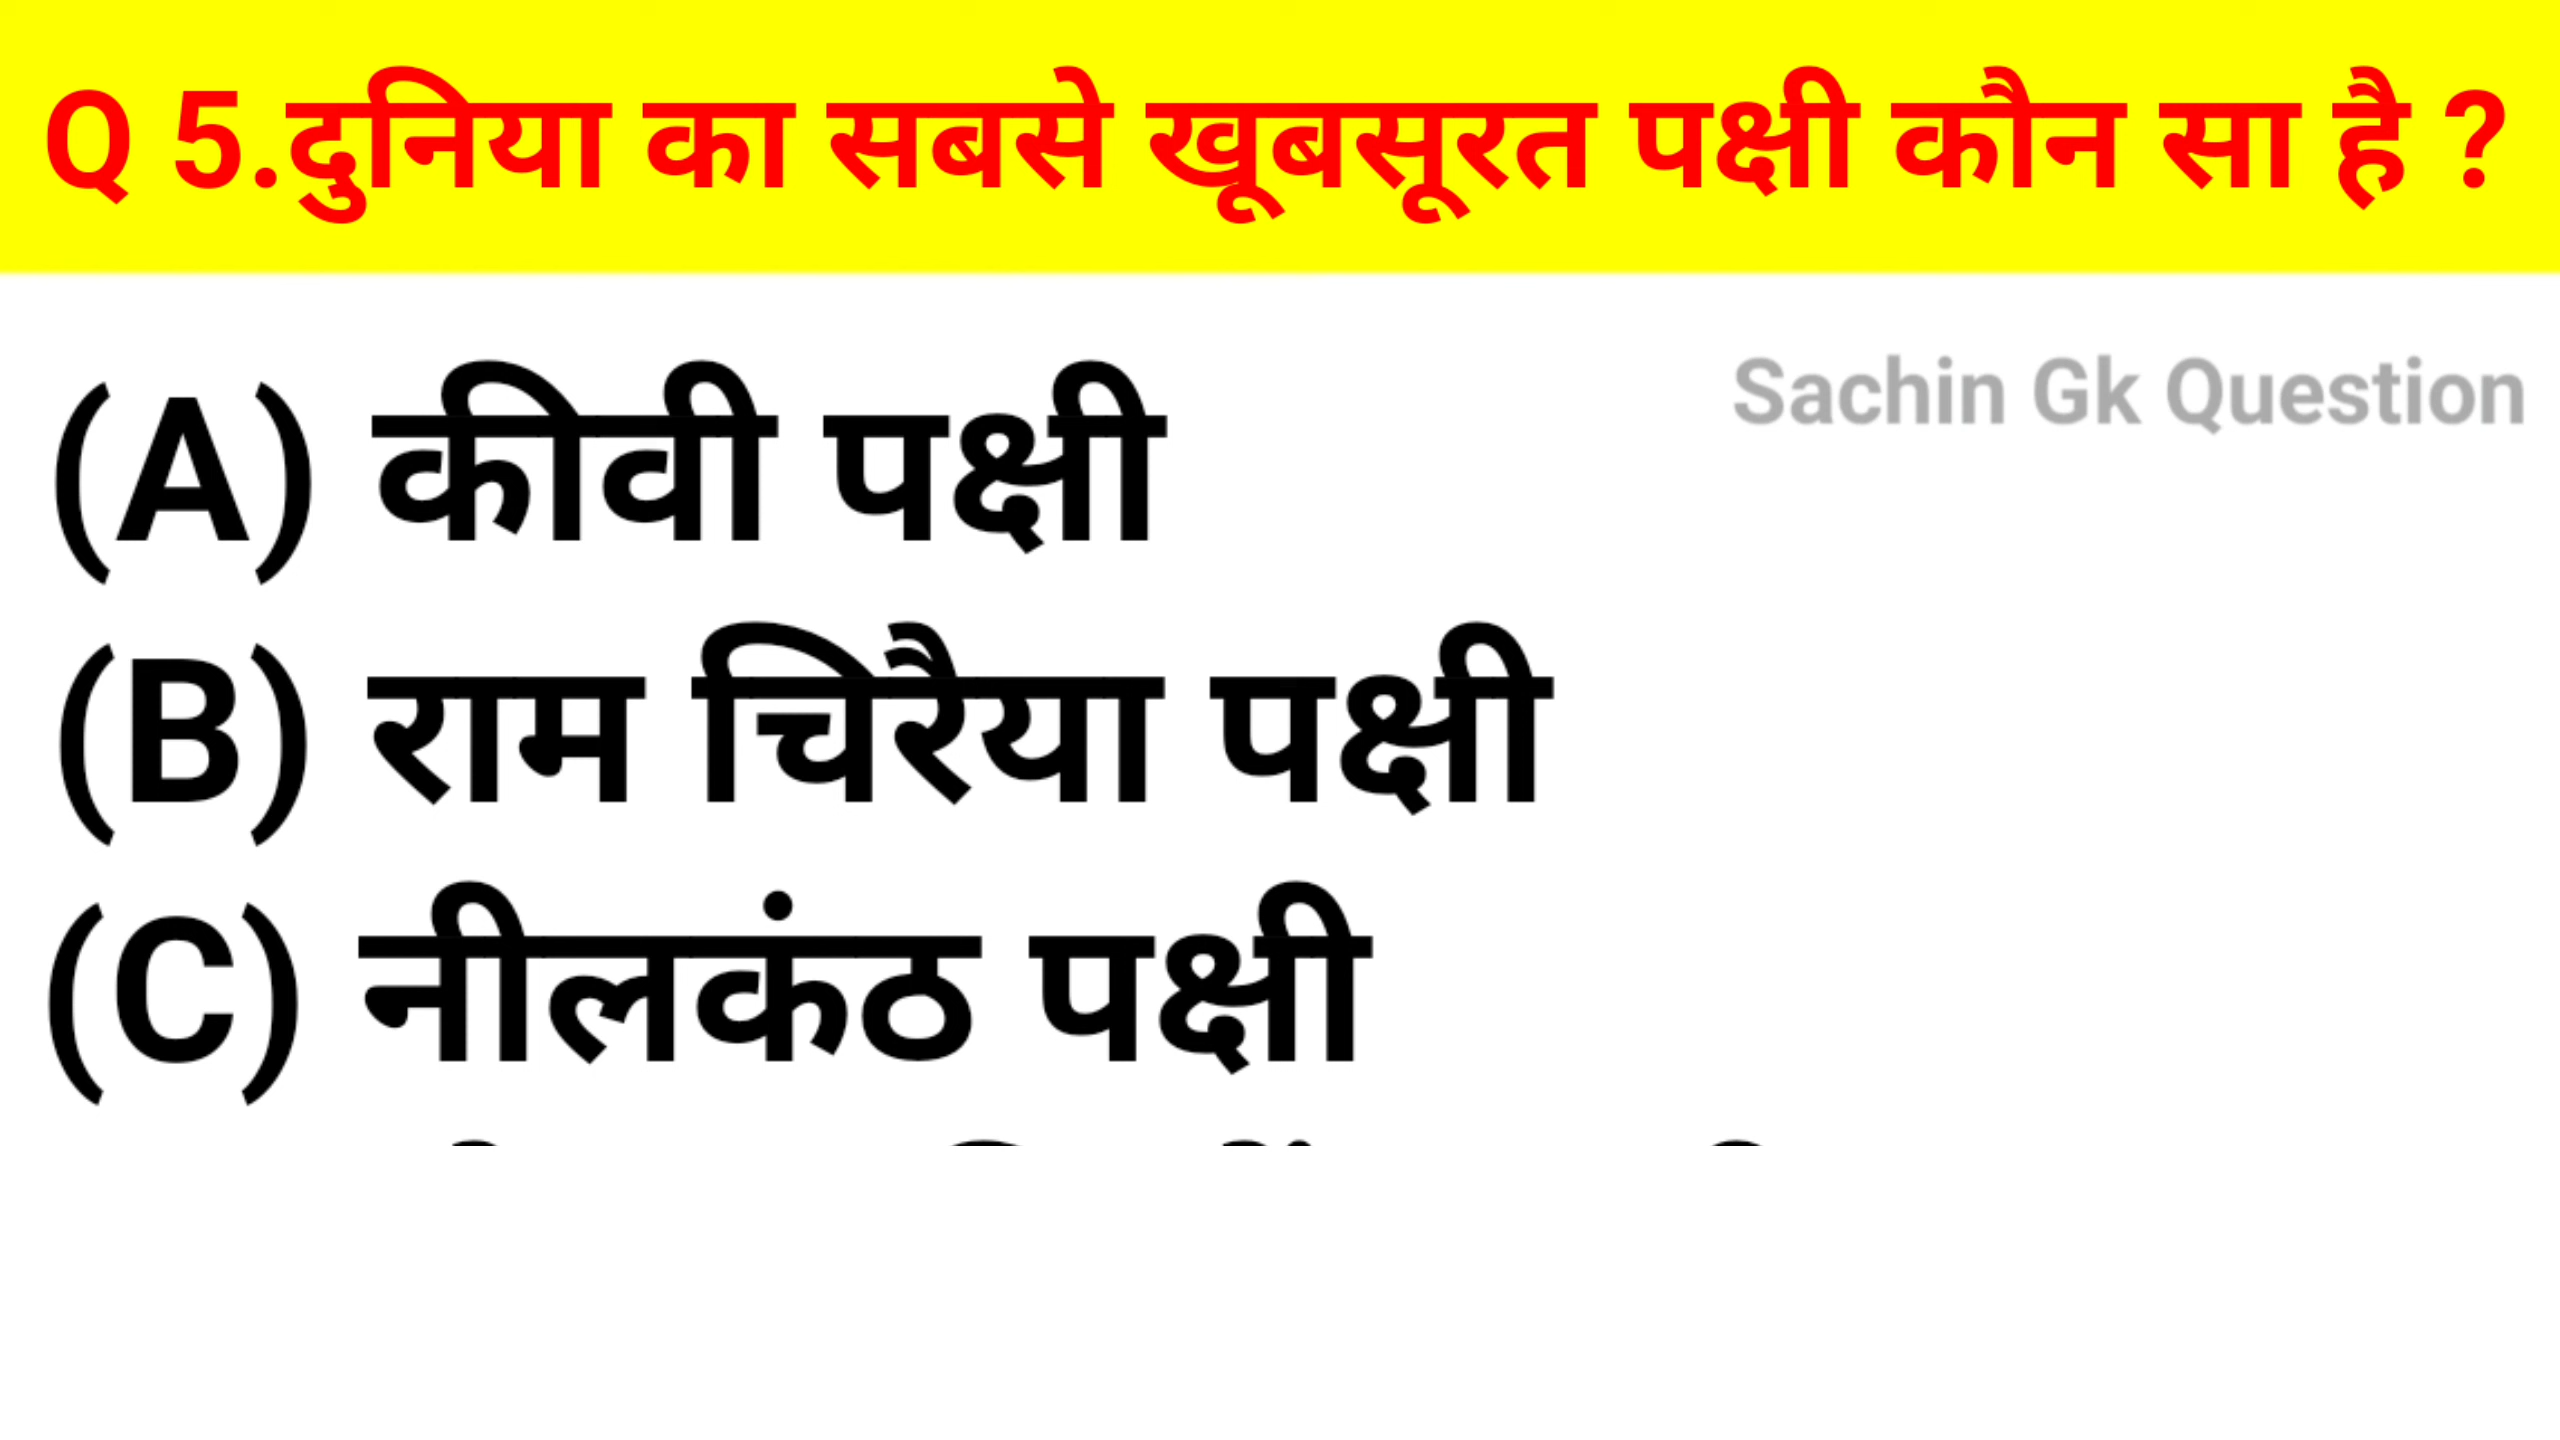 Q 5.दुनिया का सबसे खूबसूरत पक्षी कौन सा है ?
Sachin Gk Question
(A) कीवी पक्षी
(B) राम चिरैया पक्षी
(C) नीलकंठ पक्षी